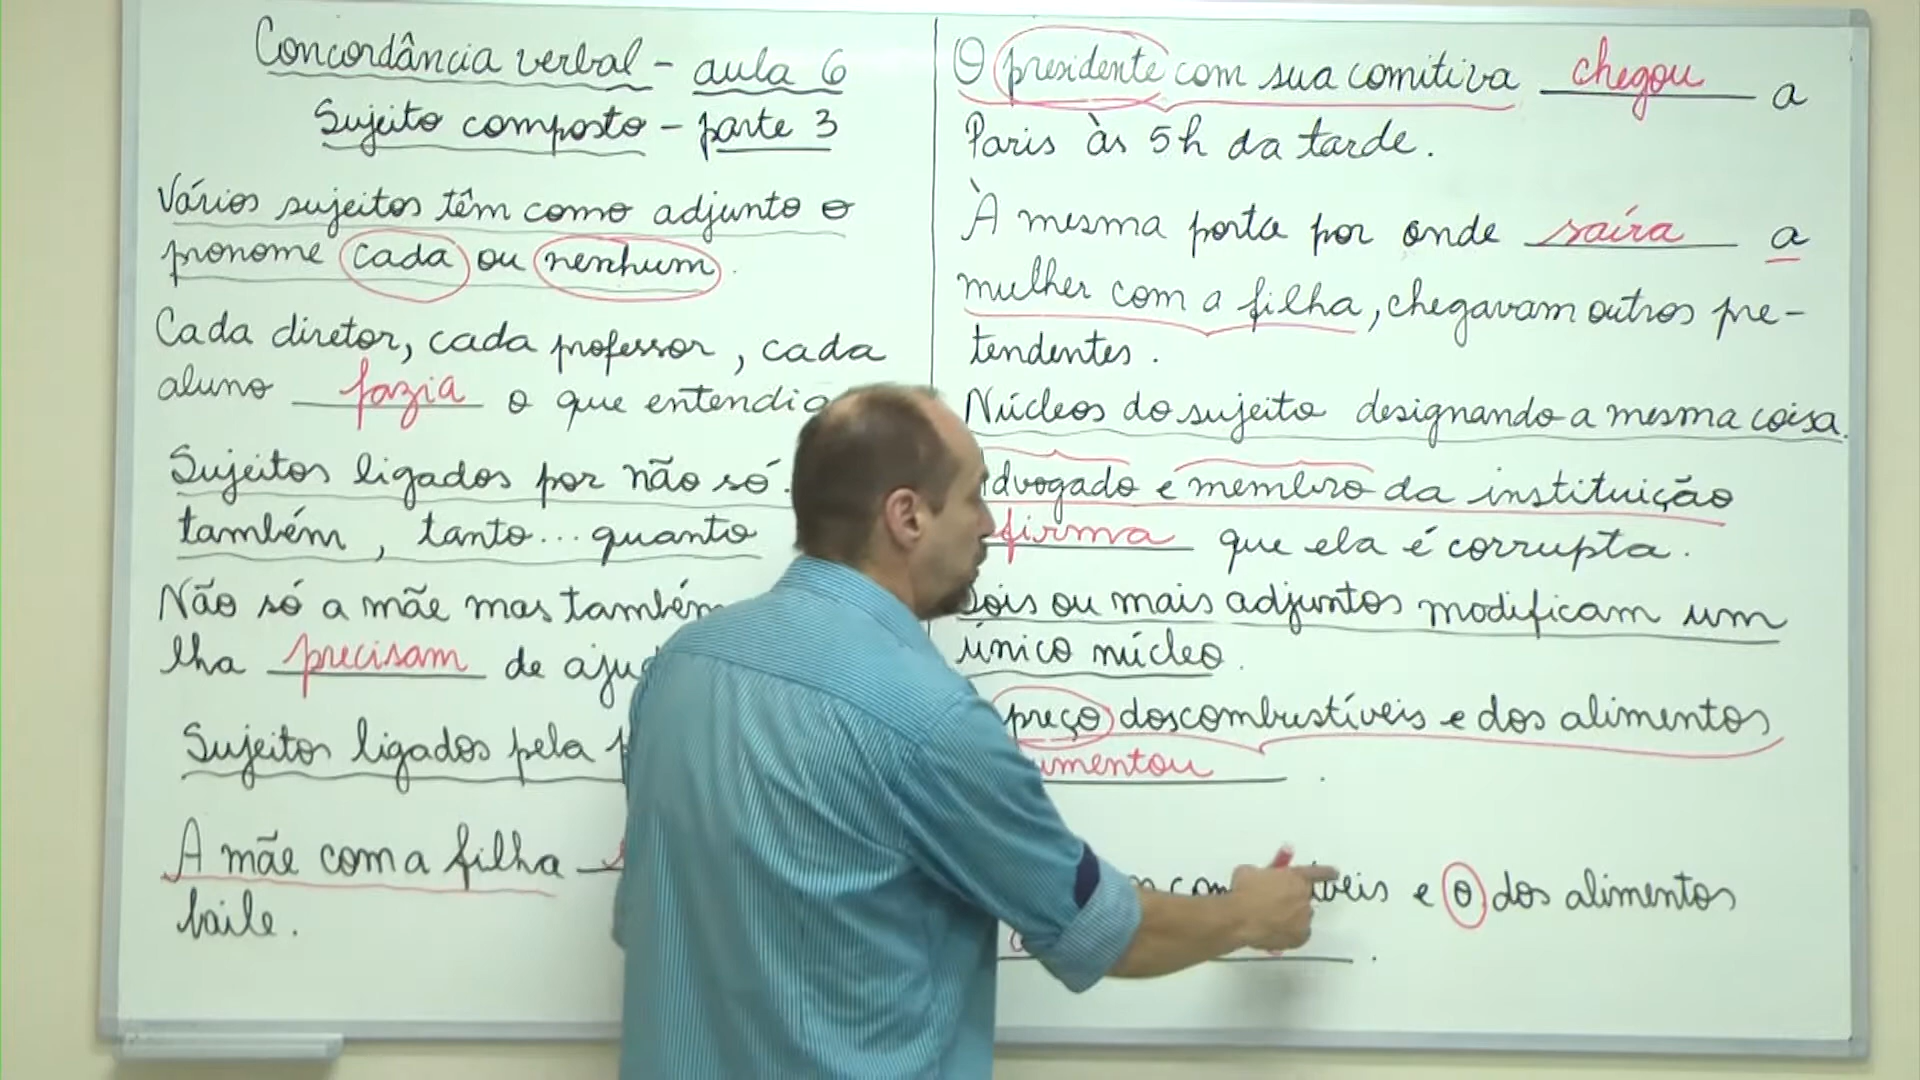 Concordância verbal - aula 6
Sujeito composto - parte 3
Vários sujeitos têm como adjunto o
pronome cada ou nenhum.
Cada diretor, cada professor, cada
aluno fazia o que entendia
Sujeitos ligados por não só
também, tanto... quanto
Não só a mãe mas também
lha precisam de aju
Sujeitos ligados pela
A mãe com a filha
baile.
O presidente com sua comitiva chegou a
Paris às 5h da tarde.
À mesma porta por onde saíra a
mulher com a filha, chegavam outros pre-
tendentes.
Núcleos do sujeito designando a mesma coisa.
dvogado e membro da instituição
firma que ela é corrupta.
Dois ou mais adjuntos modificam um
único núcleo.
preço dos combustíveis e dos alimentos
umentou.
veis e o dos alimentos